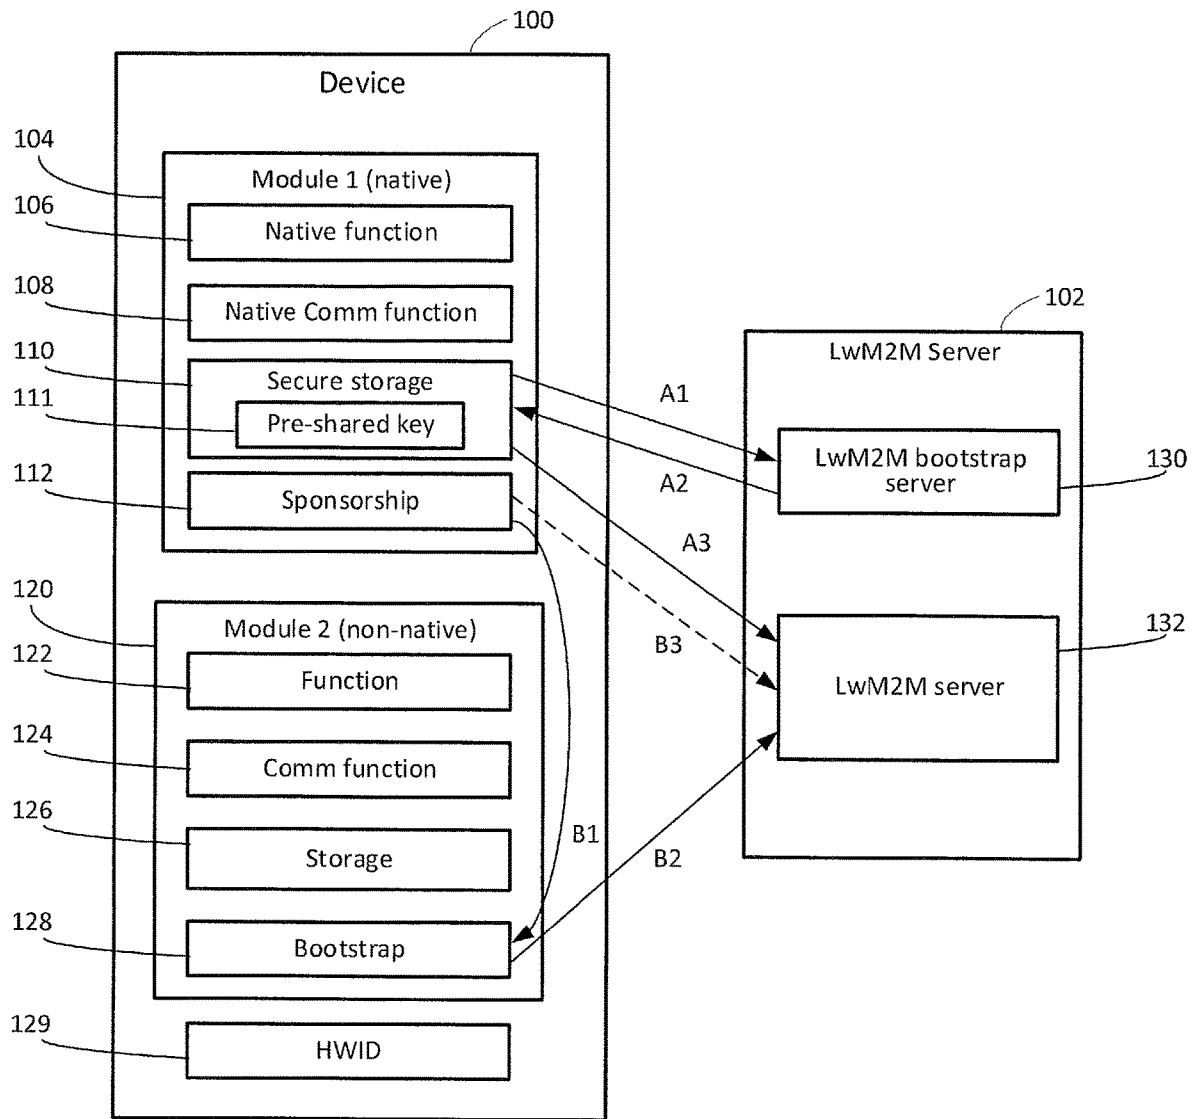 100
Device
104
Module 1 (native)
106
Native function
108
Native Comm function
102
LwM2M Server
110
Secure storage
111
Pre-shared key
A1
LwM2M bootstrap
server
130
A2
112
Sponsorship
A3
120
Module 2 (non-native)
122
Function
B3
132
LwM2M server
124
Comm function
126
Storage
B1
B2
128
Bootstrap
129
HWID